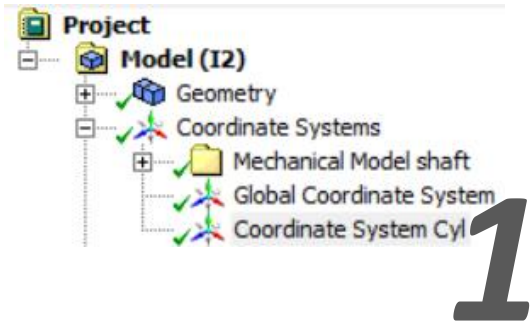 Project
Model (I2)
Geometry
Coordinate Systems
Mechanical Model shaft
Global Coordinate System
Coordinate System Cyl
1